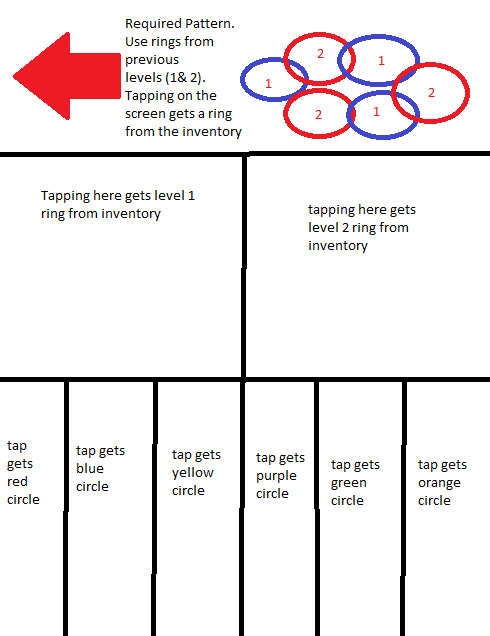 Required Pattern.
Use rings from
previous
levels (1& 2).
Tapping on the
screen gets a ring
from the inventory
2
1
1
2
2
1
Tapping here gets level 1
ring from inventory
tapping here gets
level 2 ring from
inventory
tap
gets
red
circle
tap gets
blue
circle
tap gets
yellow
circle
tap gets
purple
circle
tap gets
green
circle
tap gets
orange
circle